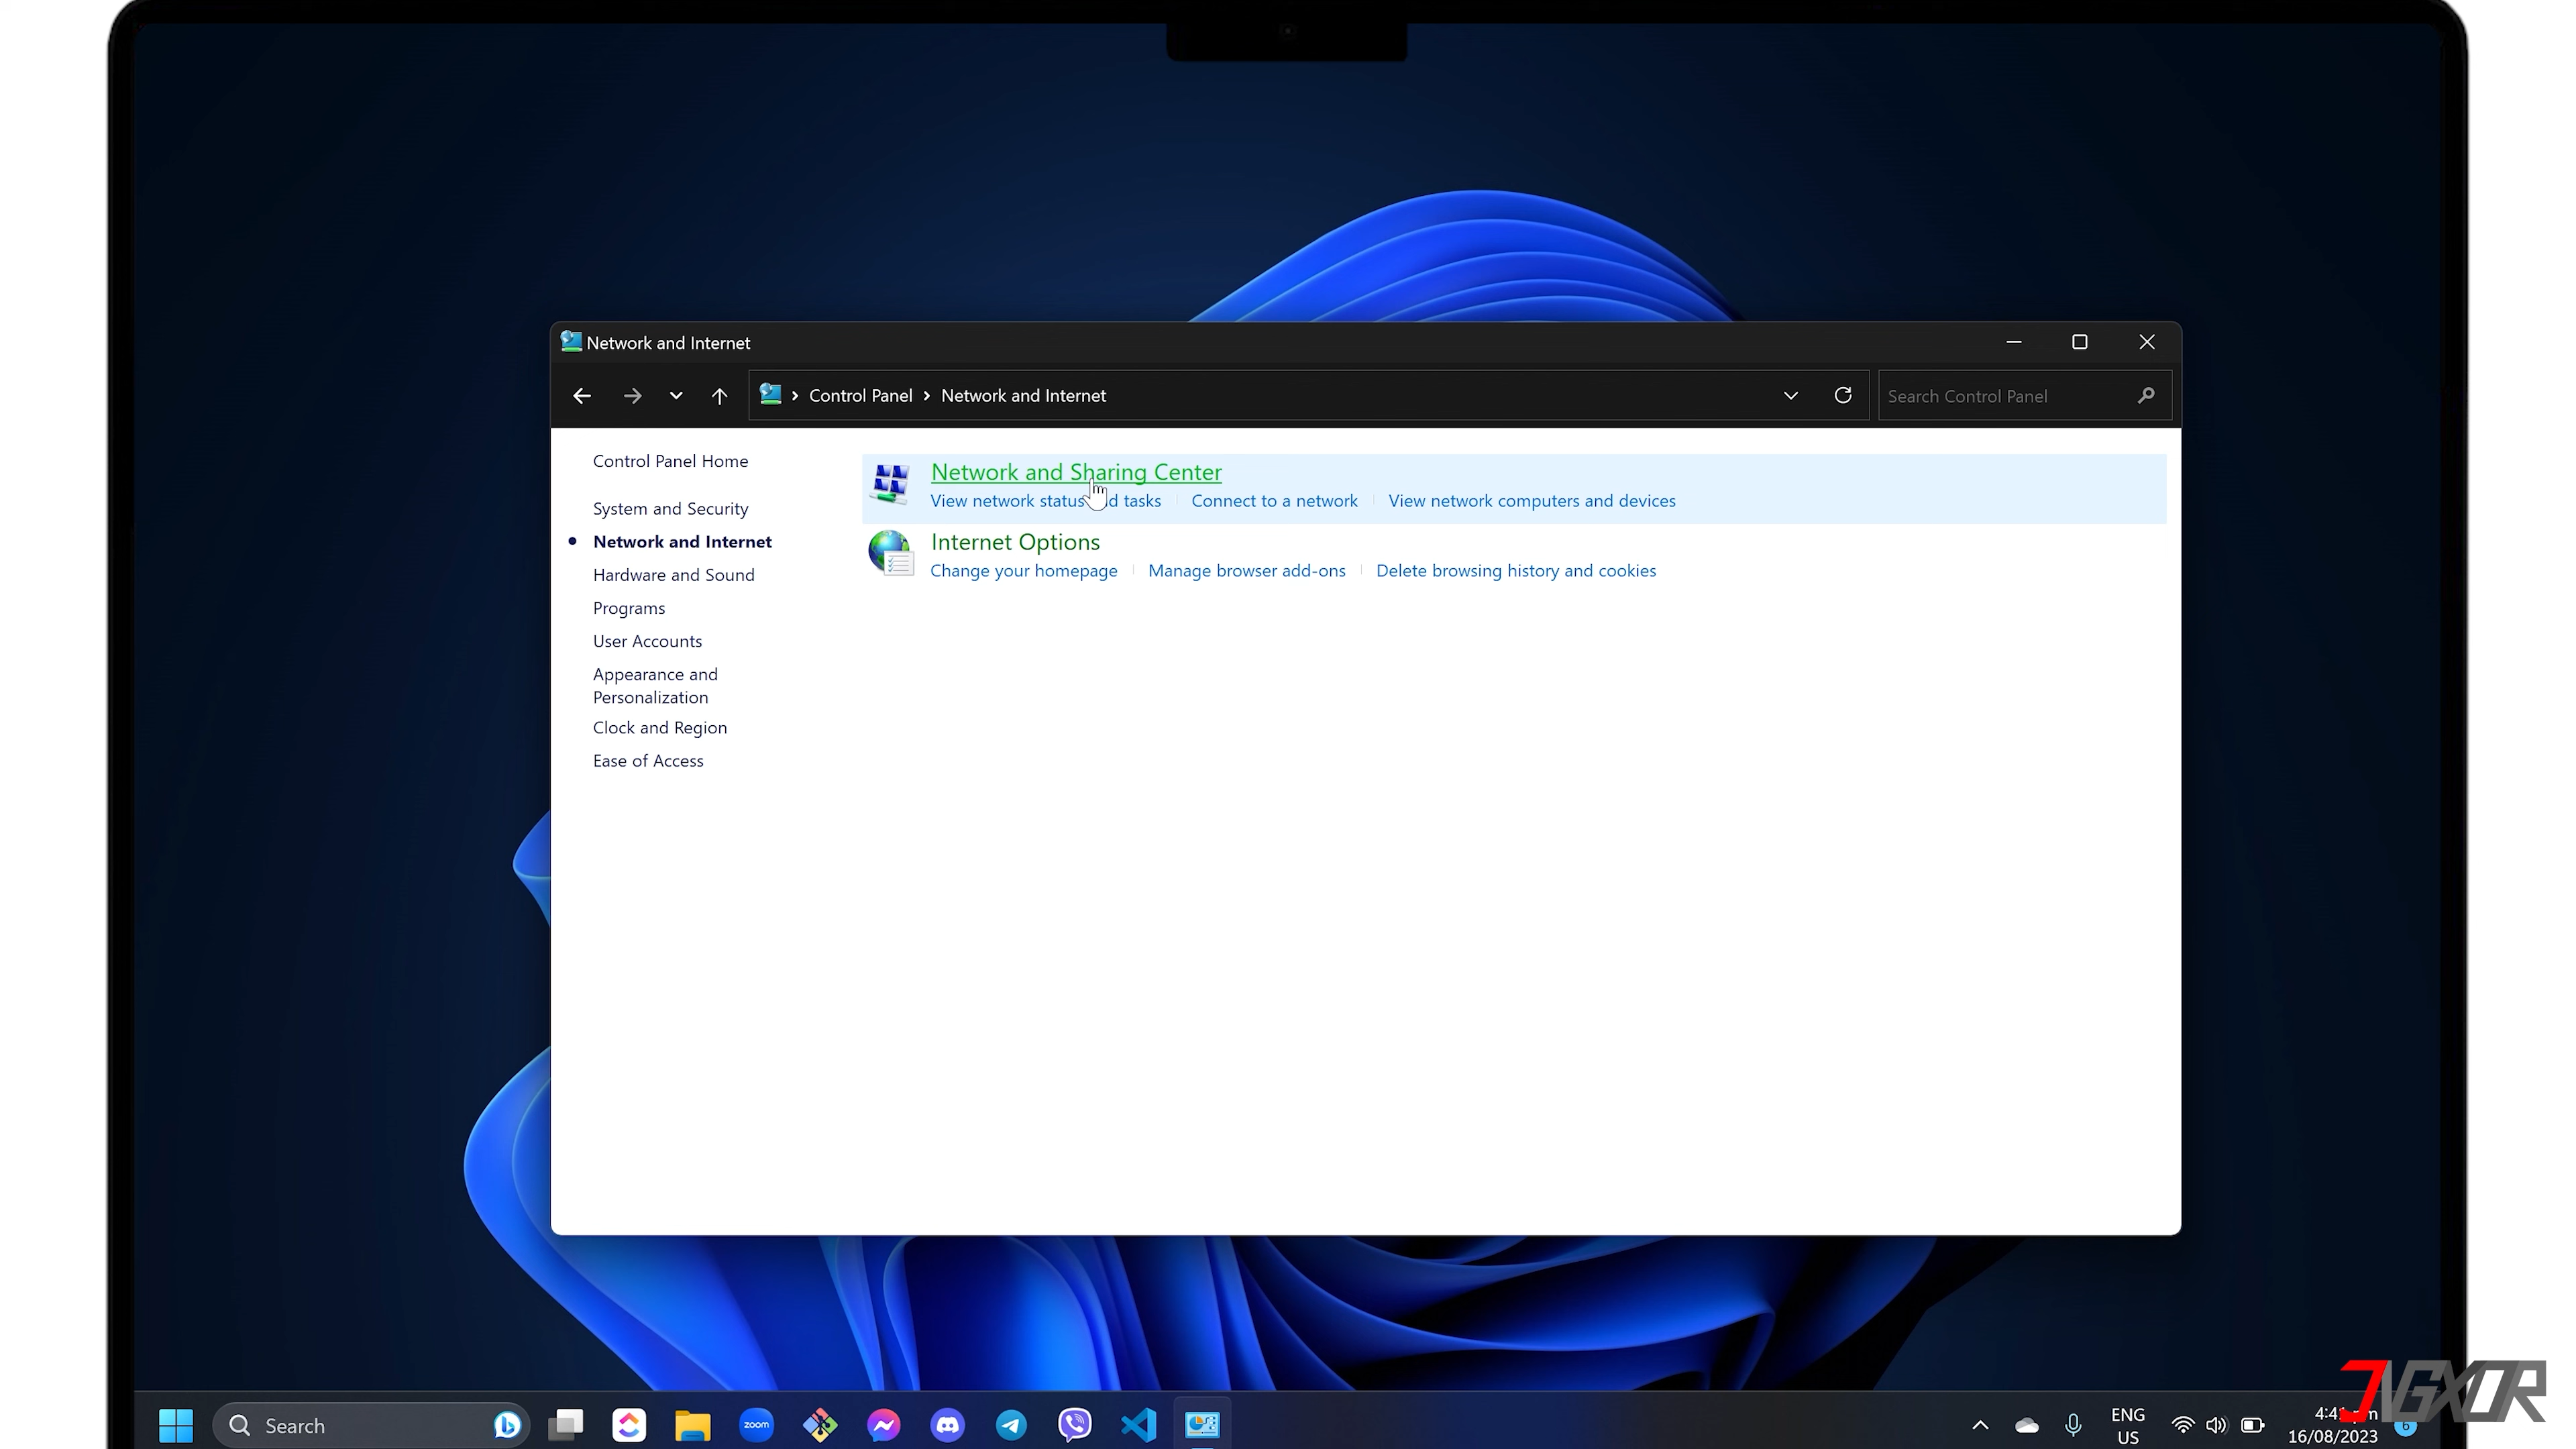 Network and Internet
Control Panel
Network and Internet
Search Control Panel
Control Panel Home
System and Security
Network and Internet
Hardware and Sound
Programs
User Accounts
Appearance and
Personalization
Clock and Region
Ease of Access
Network and Sharing Center
View network status and tasks
Connect to a network
View network computers and devices
Internet Options
Change your homepage
Manage browser add-ons
Delete browsing history and cookies
Search
zoom
ENG
US
16/08/2023
6